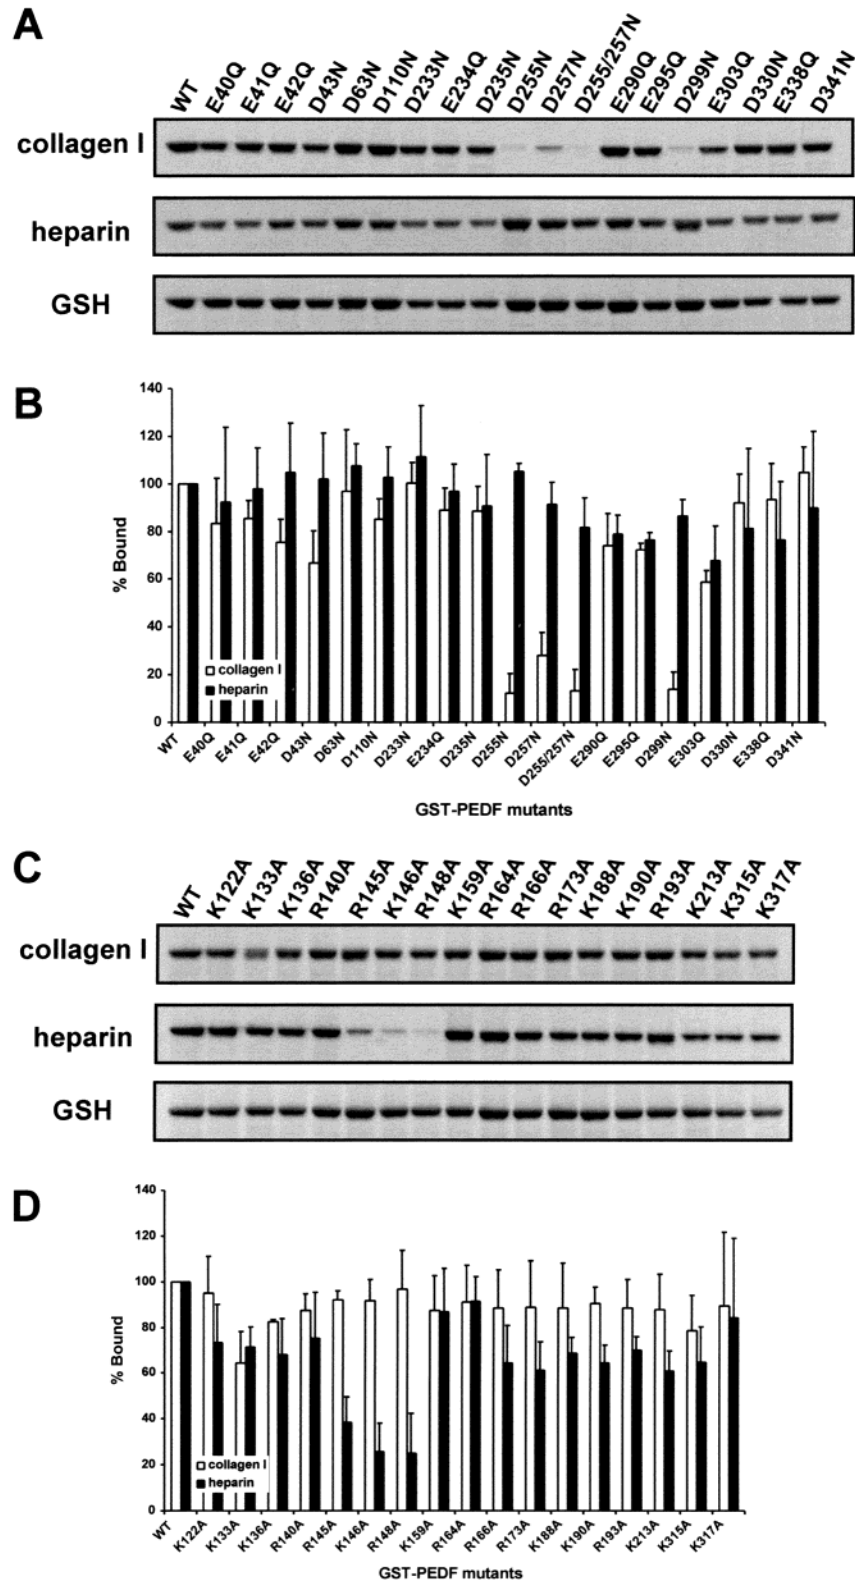 A
WT E40Q E41Q E42Q D43N D63N D110N D233N E234Q D235N D255N D257N D255/257N E290Q E295Q D299N E303Q D330N E338Q D341N
collagen I
heparin
GSH
B
140
120
100
80
60
40
20
0
% Bound
collagen I
heparin
WT E40Q E41Q E42Q D43N D63N D110N D233N E234Q D235N D255N D257N D255/257N E290Q E295Q D299N E303Q D330N E338Q D341N
GST-PEDF mutants
C
WT K122A K133A K136A R140A R145A K146A R148A K159A R164A R166A R173A K188A K190A R193A K213A K315A K317A
collagen I
heparin
GSH
D
140
120
100
80
60
40
20
0
% Bound
collagen I
heparin
WT K122A K133A K136A R140A R145A K146A R148A K159A R164A R166A R173A K188A K190A R193A K213A K315A K317A
GST-PEDF mutants